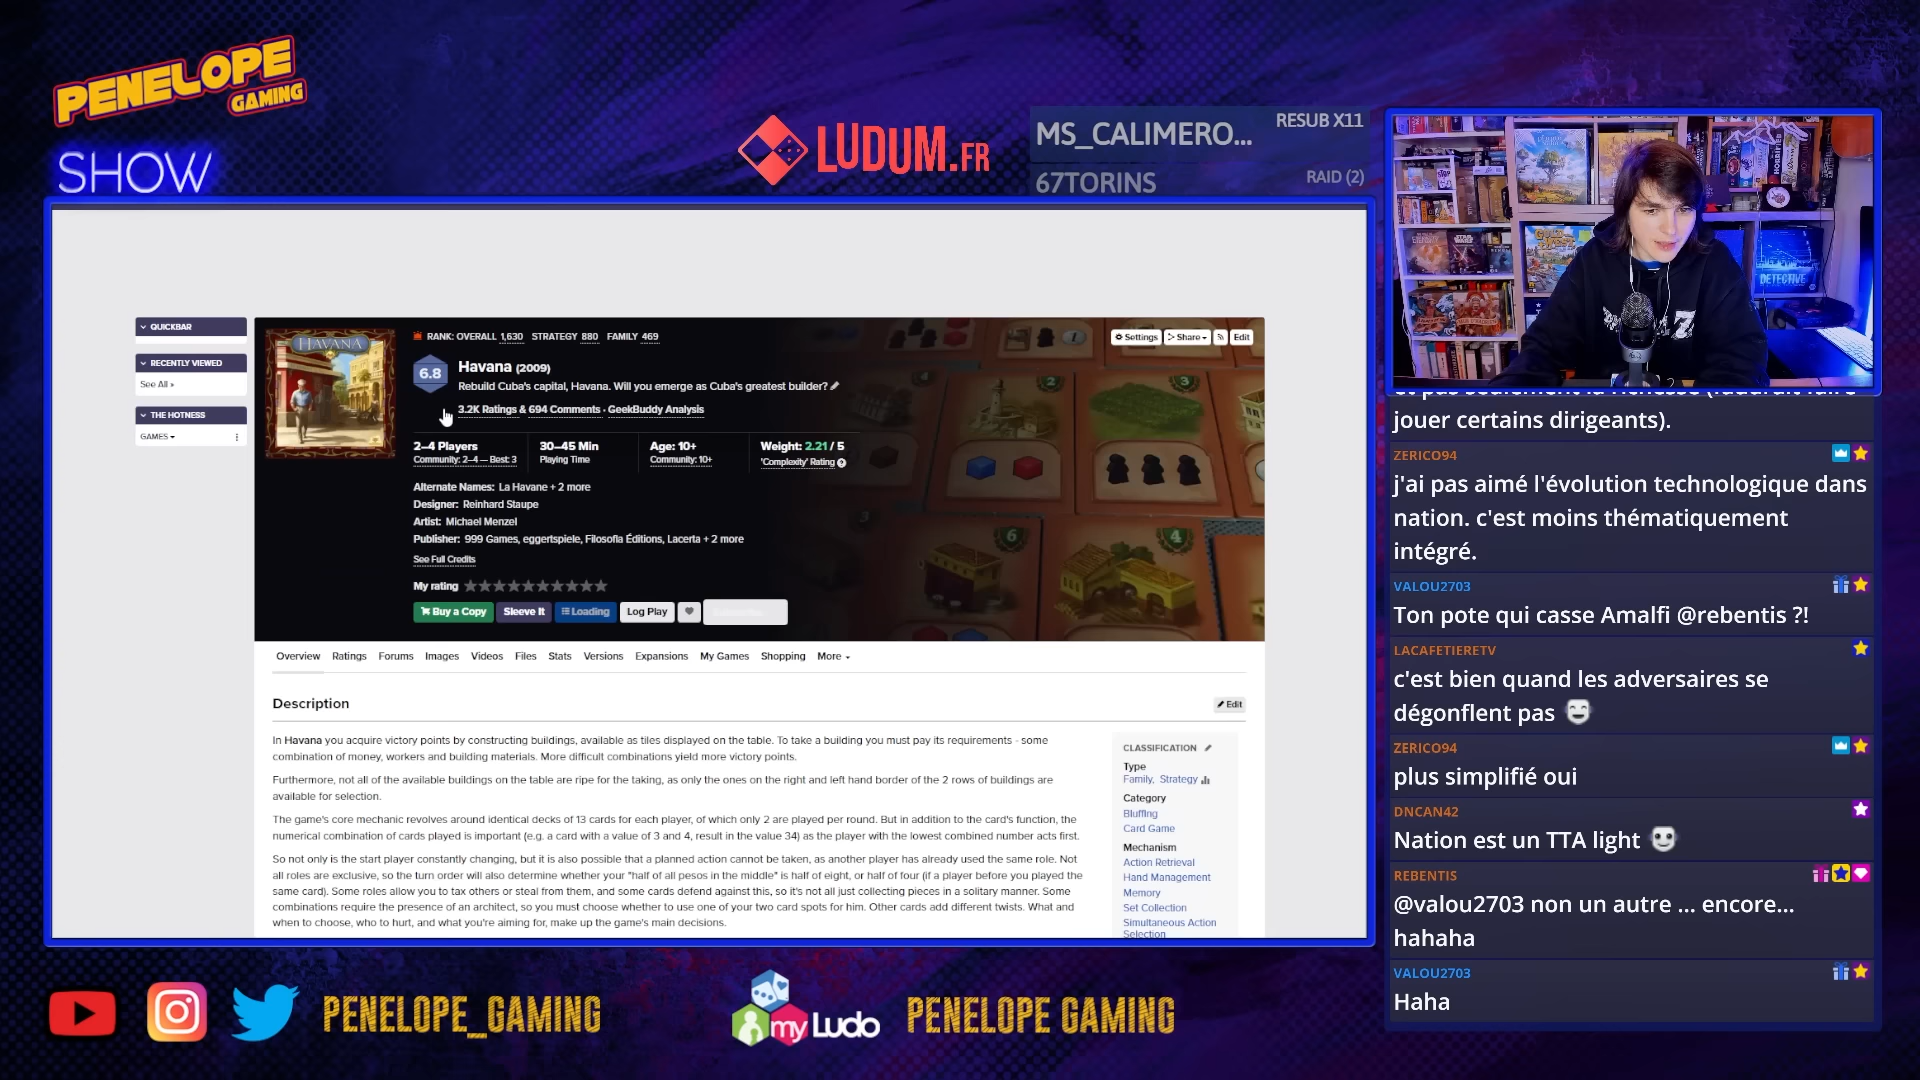 PENELOPE
GAMING
SHOW
LUDUM.FR
MS_CALIMERO...
RESUB X11
67TORINS
RAID (2)
QUICKBAR
RECENTLY VIEWED
See All »
THE HOTNESS
GAMES
HAVANA
RANK: OVERALL 1,630 STRATEGY 880 FAMILY 469
Settings
Share
Edit
6.8
Havana (2009)
Rebuild Cuba's capital, Havana. Will you emerge as Cuba's greatest builder?
3.2K Ratings & 694 Comments · GeekBuddy Analysis
2–4 Players
Community: 2–4 — Best: 3
30–45 Min
Playing Time
Age: 10+
Community: 10+
Weight: 2.21 / 5
'Complexity' Rating
Alternate Names: La Havane + 2 more
Designer: Reinhard Staupe
Artist: Michael Menzel
Publisher: 999 Games, eggertspiele, Filosofia Éditions, Lacerta + 2 more
See Full Credits
My rating
Buy a Copy
Sleeve It
Loading
Log Play
Overview Ratings Forums Images Videos Files Stats Versions Expansions My Games Shopping More
Description
Edit
In Havana you acquire victory points by constructing buildings, available as tiles displayed on the table. To take a building you must pay its requirements - some
combination of money, workers and building materials. More difficult combinations yield more victory points.
Furthermore, not all of the available buildings on the table are ripe for the taking, as only the ones on the right and left hand border of the 2 rows of buildings are
available for selection.
The game's core mechanic revolves around identical decks of 13 cards for each player, of which only 2 are played per round. But in addition to the card's function, the
numerical combination of cards played is important (e.g. a card with a value of 3 and 4, result in the value 34) as the player with the lowest combined number acts first.
So not only is the start player constantly changing, but it is also possible that a planned action cannot be taken, as another player has already used the same role. Not
all roles are exclusive, so the turn order will also determine whether your "half of all pesos in the middle" is half of eight, or half of four (if a player before you played the
same card). Some roles allow you to tax others or steal from them, and some cards defend against this, so it's not all just collecting pieces in a solitary manner. Some
combinations require the presence of an architect, so you must choose whether to use one of your two card spots for him. Other cards add different twists. What and
when to choose, who to hurt, and what you're aiming for, make up the game's main decisions.
CLASSIFICATION
Type
Family, Strategy
Category
Bluffing
Card Game
Mechanism
Action Retrieval
Hand Management
Memory
Set Collection
Simultaneous Action
Selection
STAR WARS
DETECTIVE
jouer certains dirigeants).
ZERICO94
j'ai pas aimé l'évolution technologique dans
nation. c'est moins thématiquement
intégré.
VALOU2703
Ton pote qui casse Amalfi @rebentis ?!
LACAFETIERETV
c'est bien quand les adversaires se
dégonflent pas
ZERICO94
plus simplifié oui
DNCAN42
Nation est un TTA light
REBENTIS
@valou2703 non un autre ... encore...
hahaha
VALOU2703
Haha
PENELOPE_GAMING
myLudo
PENELOPE GAMING